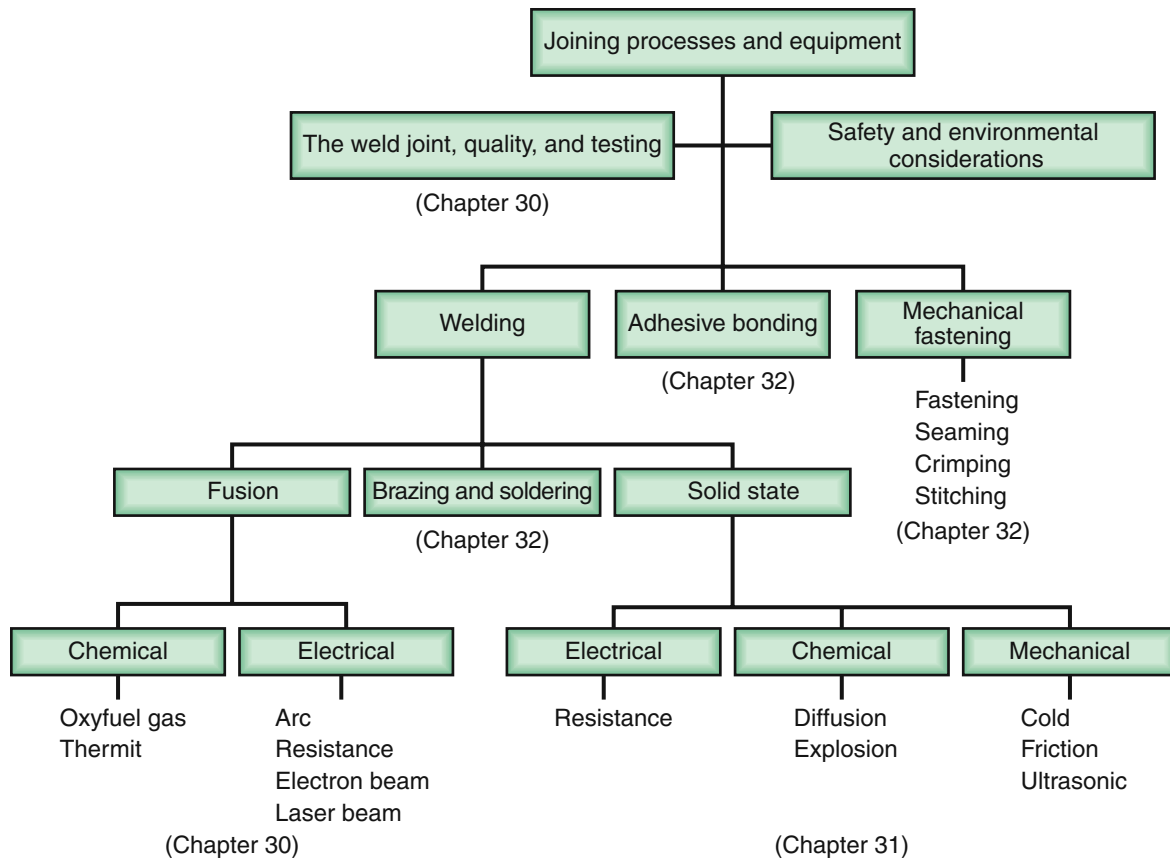 Joining processes and equipment
The weld joint, quality, and testing
(Chapter 30)
Safety and environmental
considerations
Welding
Adhesive bonding
(Chapter 32)
Mechanical
fastening
Fastening
Seaming
Crimping
Stitching
(Chapter 32)
Fusion
Brazing and soldering
(Chapter 32)
Solid state
Chemical
Oxyfuel gas
Thermit
Electrical
Arc
Resistance
Electron beam
Laser beam
(Chapter 30)
Electrical
Resistance
Chemical
Diffusion
Explosion
Mechanical
Cold
Friction
Ultrasonic
(Chapter 31)